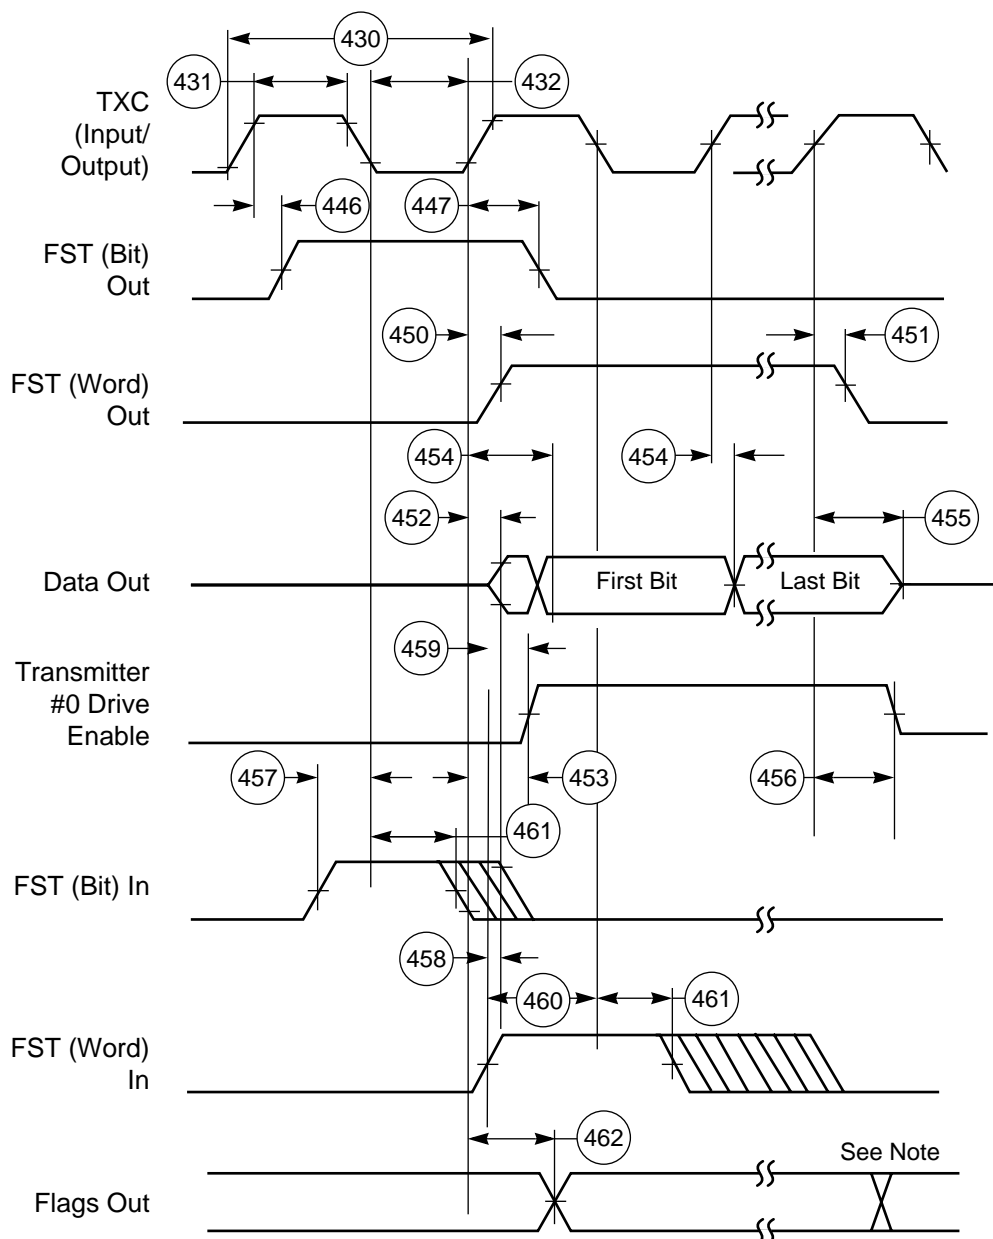 430
431
432
TXC
(Input/
Output)
446
447
FST (Bit)
Out
450
451
FST (Word)
Out
454
454
452
455
Data Out
First Bit
Last Bit
459
Transmitter
#0 Drive
Enable
457
453
456
461
FST (Bit) In
458
460
461
FST (Word)
In
462
See Note
Flags Out